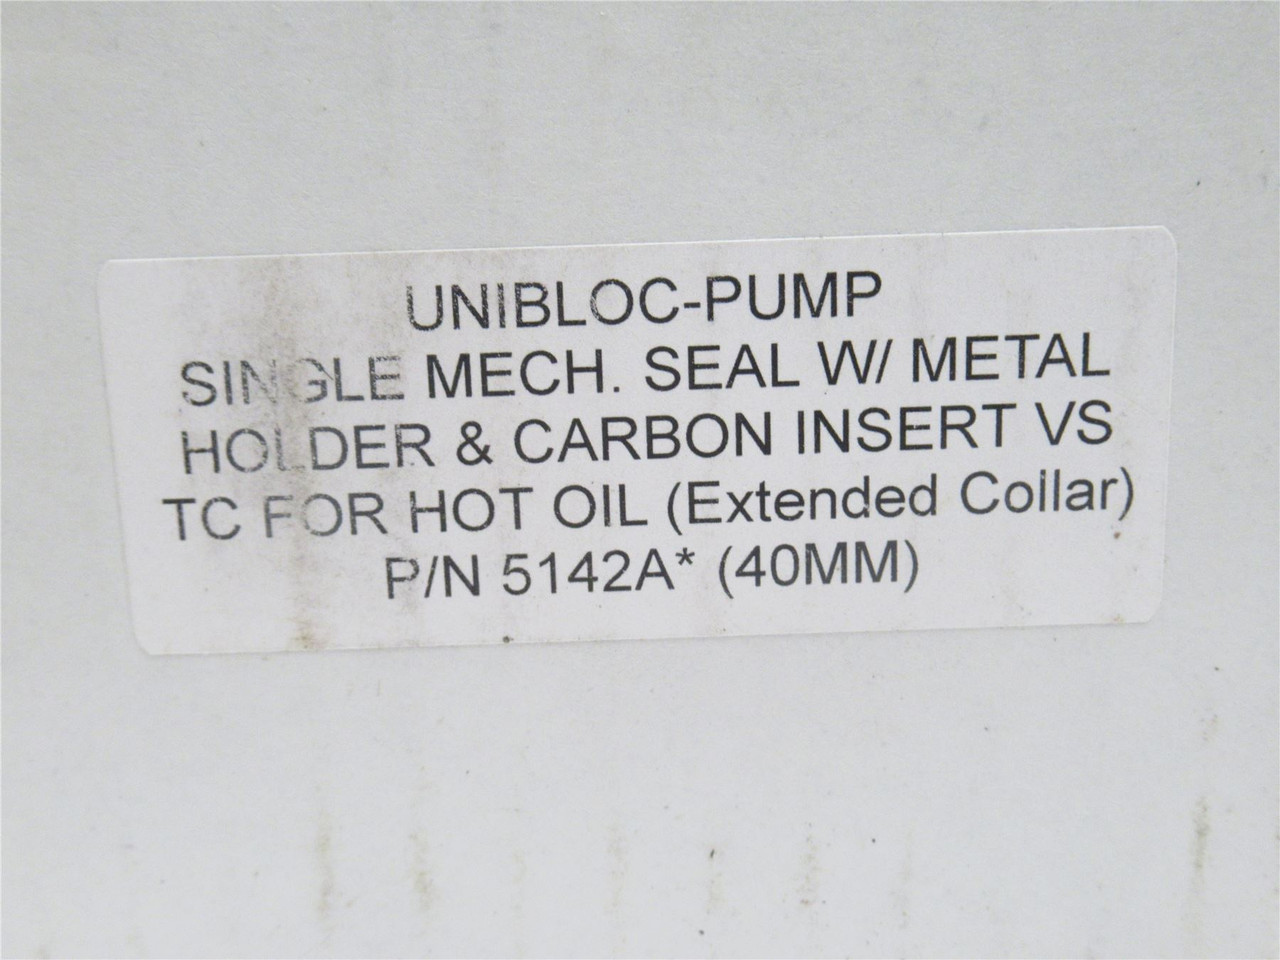 UNIBLOC-PUMP
SINGLE MECH. SEAL W/ METAL
HOLDER & CARBON INSERT VS
TC FOR HOT OIL (Extended Collar)
P/N 5142A* (40MM)